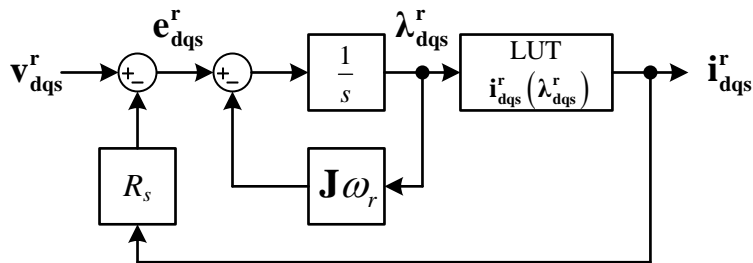 v^r_dqs
+
−
e^r_dqs
+
−
1/s
λ^r_dqs
LUT
i^r_dqs(λ^r_dqs)
i^r_dqs
R_s
Jω_r